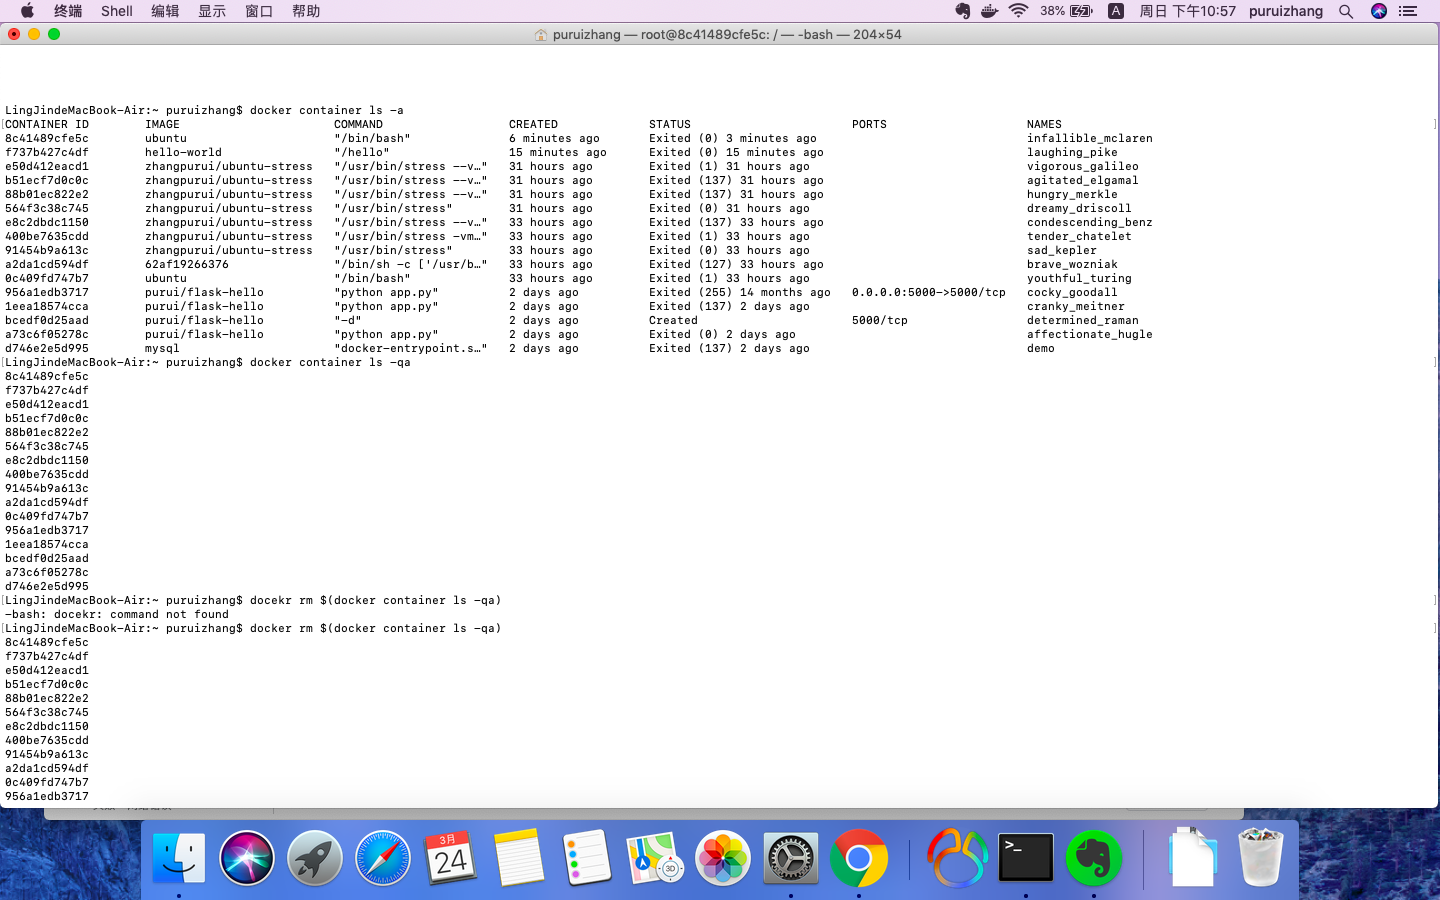 终端 Shell 编辑 显示 窗口 帮助 38% A 周日 下午10:57 puruizhang
puruizhang — root@8c41489cfe5c: / — -bash — 204×54
LingJindeMacBook-Air:~ puruizhang$ docker container ls -a
[CONTAINER ID IMAGE COMMAND CREATED STATUS PORTS NAMES ]
8c41489cfe5c ubuntu "/bin/bash" 6 minutes ago Exited (0) 3 minutes ago infallible_mclaren
f737b427c4df hello-world "/hello" 15 minutes ago Exited (0) 15 minutes ago laughing_pike
e50d412eacd1 zhangpurui/ubuntu-stress "/usr/bin/stress --v…" 31 hours ago Exited (1) 31 hours ago vigorous_galileo
b51ecf7d0c0c zhangpurui/ubuntu-stress "/usr/bin/stress --v…" 31 hours ago Exited (137) 31 hours ago agitated_elgamal
88b01ec822e2 zhangpurui/ubuntu-stress "/usr/bin/stress --v…" 31 hours ago Exited (137) 31 hours ago hungry_merkle
564f3c38c745 zhangpurui/ubuntu-stress "/usr/bin/stress" 31 hours ago Exited (0) 31 hours ago dreamy_driscoll
e8c2dbdc1150 zhangpurui/ubuntu-stress "/usr/bin/stress --v…" 33 hours ago Exited (137) 33 hours ago condescending_benz
400be7635cdd zhangpurui/ubuntu-stress "/usr/bin/stress -vm…" 33 hours ago Exited (1) 33 hours ago tender_chatelet
91454b9a613c zhangpurui/ubuntu-stress "/usr/bin/stress" 33 hours ago Exited (0) 33 hours ago sad_kepler
a2da1cd594df 62af19266376 "/bin/sh -c ['/usr/b…" 33 hours ago Exited (127) 33 hours ago brave_wozniak
0c409fd747b7 ubuntu "/bin/bash" 33 hours ago Exited (1) 33 hours ago youthful_turing
956a1edb3717 purui/flask-hello "python app.py" 2 days ago Exited (255) 14 months ago 0.0.0.0:5000->5000/tcp cocky_goodall
1eea18574cca purui/flask-hello "python app.py" 2 days ago Exited (137) 2 days ago cranky_meitner
bcedf0d25aad purui/flask-hello "-d" 2 days ago Created 5000/tcp determined_raman
a73c6f05278c purui/flask-hello "python app.py" 2 days ago Exited (0) 2 days ago affectionate_hugle
d746e2e5d995 mysql "docker-entrypoint.s…" 2 days ago Exited (137) 2 days ago demo
[LingJindeMacBook-Air:~ puruizhang$ docker container ls -qa ]
8c41489cfe5c
f737b427c4df
e50d412eacd1
b51ecf7d0c0c
88b01ec822e2
564f3c38c745
e8c2dbdc1150
400be7635cdd
91454b9a613c
a2da1cd594df
0c409fd747b7
956a1edb3717
1eea18574cca
bcedf0d25aad
a73c6f05278c
d746e2e5d995
[LingJindeMacBook-Air:~ puruizhang$ docekr rm $(docker container ls -qa) ]
-bash: docekr: command not found
[LingJindeMacBook-Air:~ puruizhang$ docker rm $(docker container ls -qa) ]
8c41489cfe5c
f737b427c4df
e50d412eacd1
b51ecf7d0c0c
88b01ec822e2
564f3c38c745
e8c2dbdc1150
400be7635cdd
91454b9a613c
a2da1cd594df
0c409fd747b7
956a1edb3717
3月
24
3D
>_